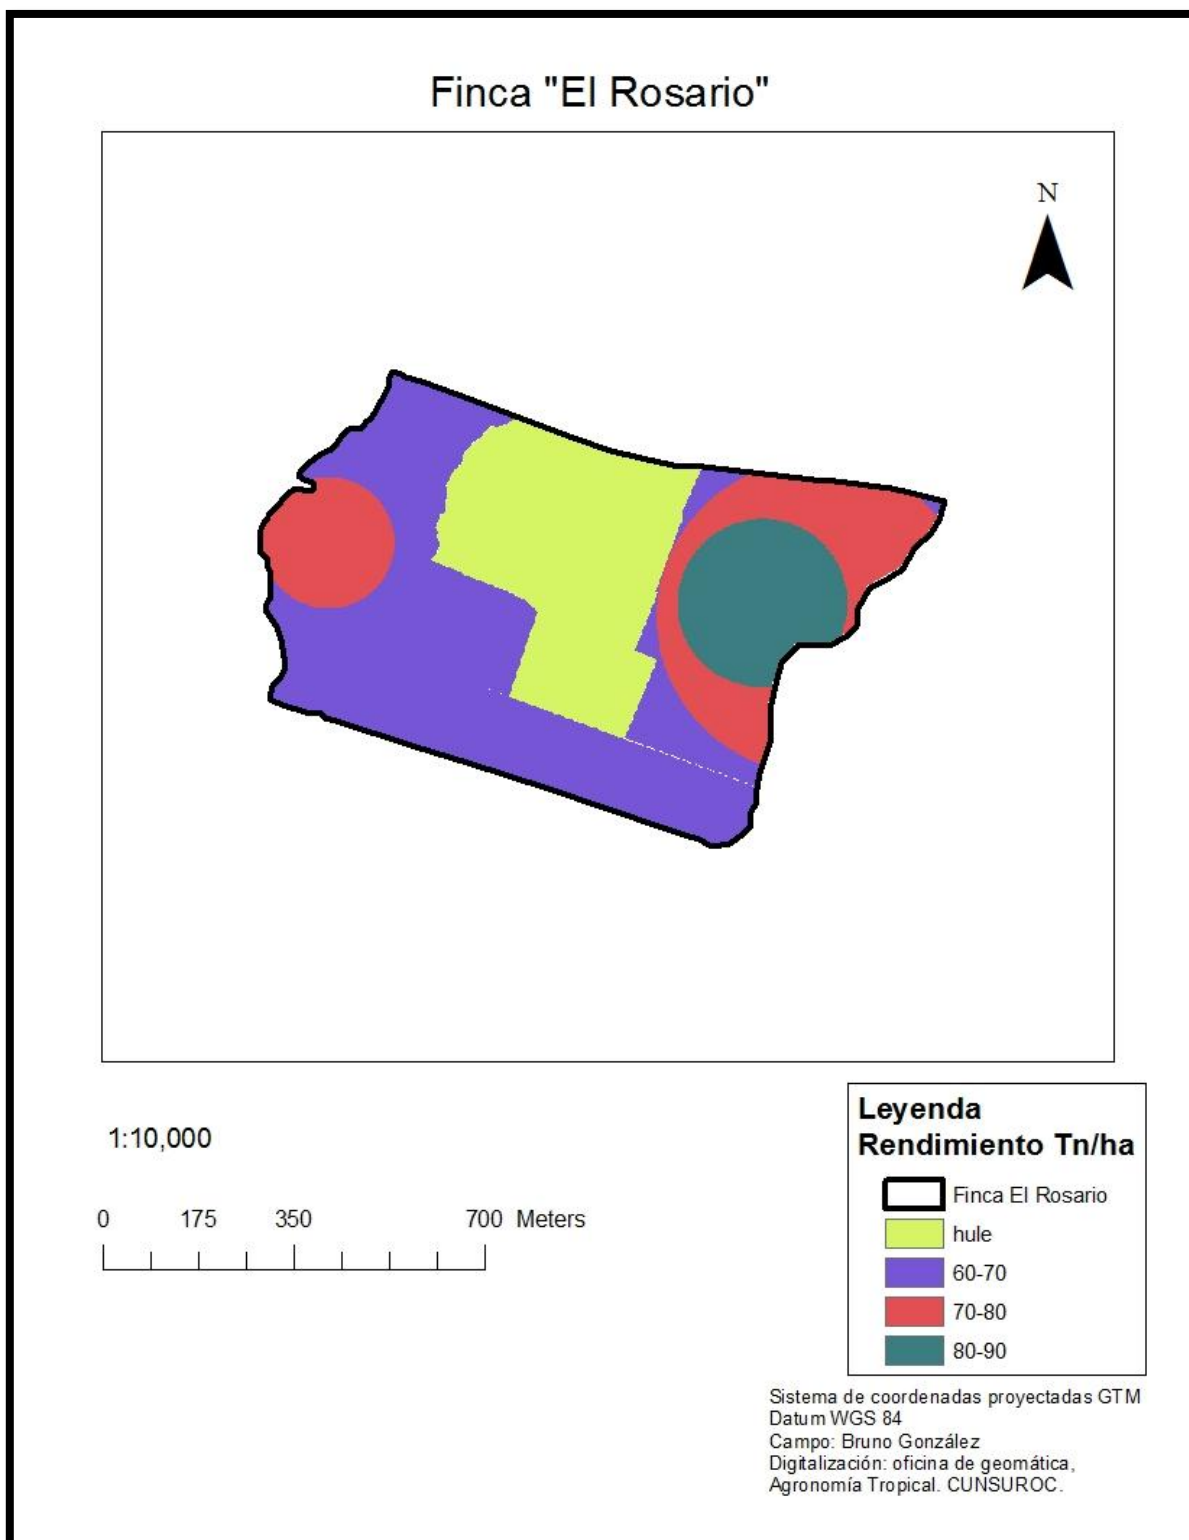 Finca "El Rosario"
N
1:10,000
0 175 350 700 Meters
Leyenda
Rendimiento Tn/ha
Finca El Rosario
hule
60-70
70-80
80-90
Sistema de coordenadas proyectadas GTM
Datum WGS 84
Campo: Bruno González
Digitalización: oficina de geomática,
Agronomía Tropical. CUNSUROC.